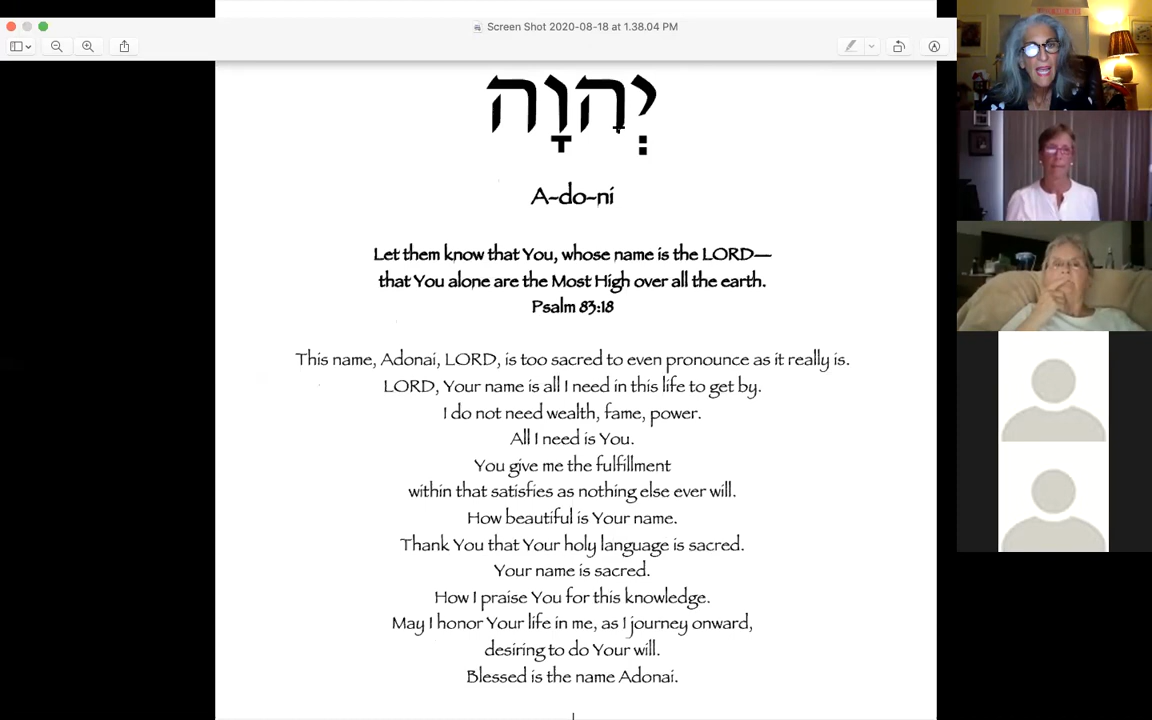 Screen Shot 2020-08-18 at 1.38.04 PM
יְהוָה
A-do-ni
Let them know that You, whose name is the LORD—
that You alone are the Most High over all the earth.
Psalm 83:18
This name, Adonai, LORD, is too sacred to even pronounce as it really is.
LORD, Your name is all I need in this life to get by.
I do not need wealth, fame, power.
All I need is You.
You give me the fulfillment
within that satisfies as nothing else ever will.
How beautiful is Your name.
Thank You that Your holy language is sacred.
Your name is sacred.
How I praise You for this knowledge.
May I honor Your life in me, as I journey onward,
desiring to do Your will.
Blessed is the name Adonai.